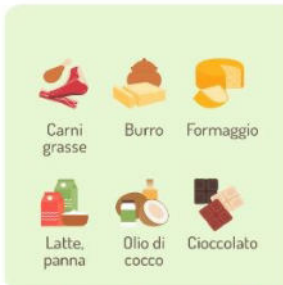 Carni
grasse
Burro
Formaggio
Latte,
panna
Olio di
cocco
Cioccolato